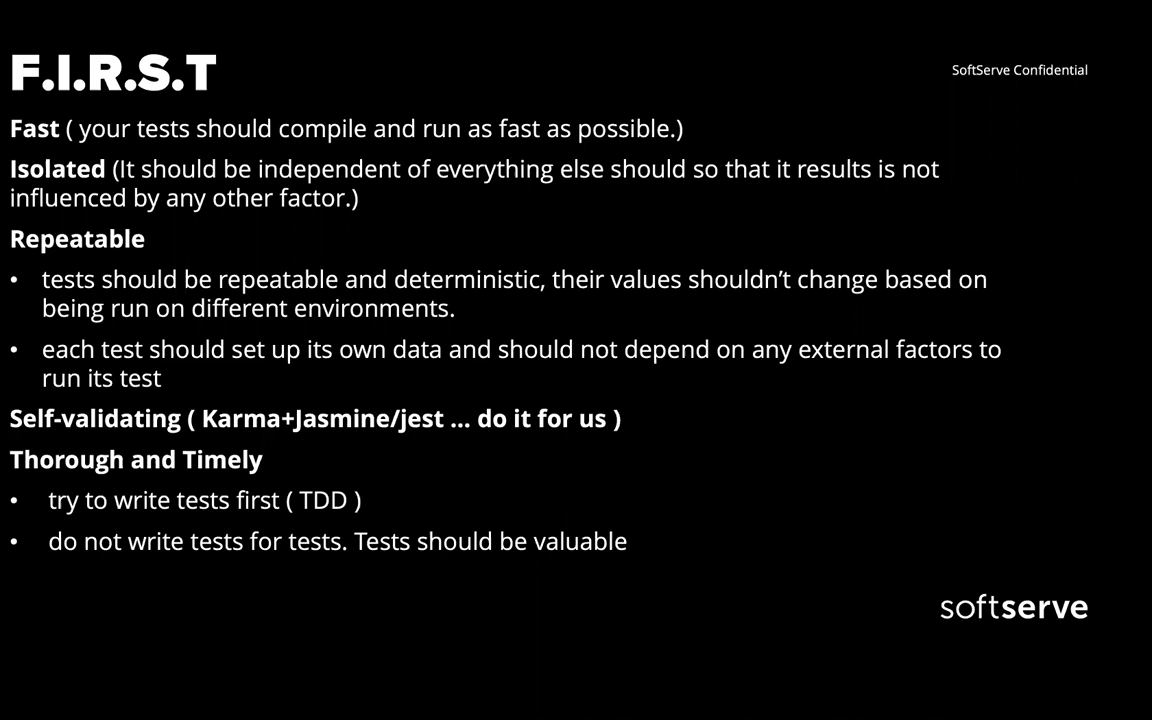 F.I.R.S.T
SoftServe Confidential
Fast ( your tests should compile and run as fast as possible.)
Isolated (It should be independent of everything else should so that it results is not
influenced by any other factor.)
Repeatable
• tests should be repeatable and deterministic, their values shouldn’t change based on
being run on different environments.
• each test should set up its own data and should not depend on any external factors to
run its test
Self-validating ( Karma+Jasmine/jest ... do it for us )
Thorough and Timely
• try to write tests first ( TDD )
• do not write tests for tests. Tests should be valuable
softserve